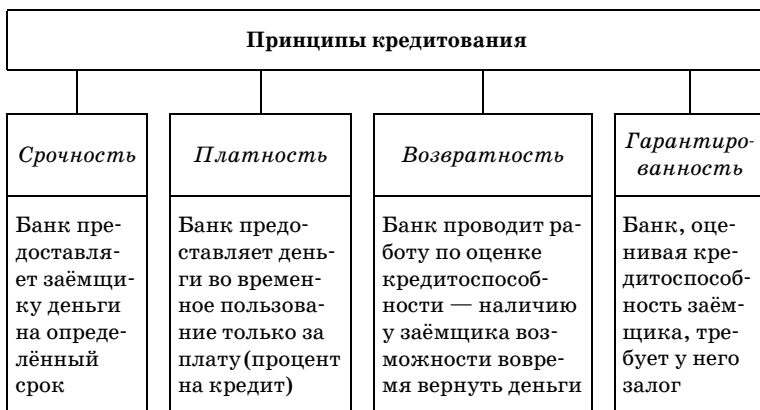 Принципы кредитования
Срочность
Платность
Возвратность
Гарантиро-
ванность
Банк пре-
доставля-
ет заёмщи-
ку деньги
на опреде-
лённый
срок
Банк предо-
ставляет день-
ги во времен-
ное пользова-
ние только за
плату (процент
на кредит)
Банк проводит ра-
боту по оценке
кредитоспособ-
ности — наличию
у заёмщика воз-
можности вовре-
мя вернуть деньги
Банк, оце-
нивая кре-
дитоспособ-
ность заём-
щика, тре-
бует у него
залог